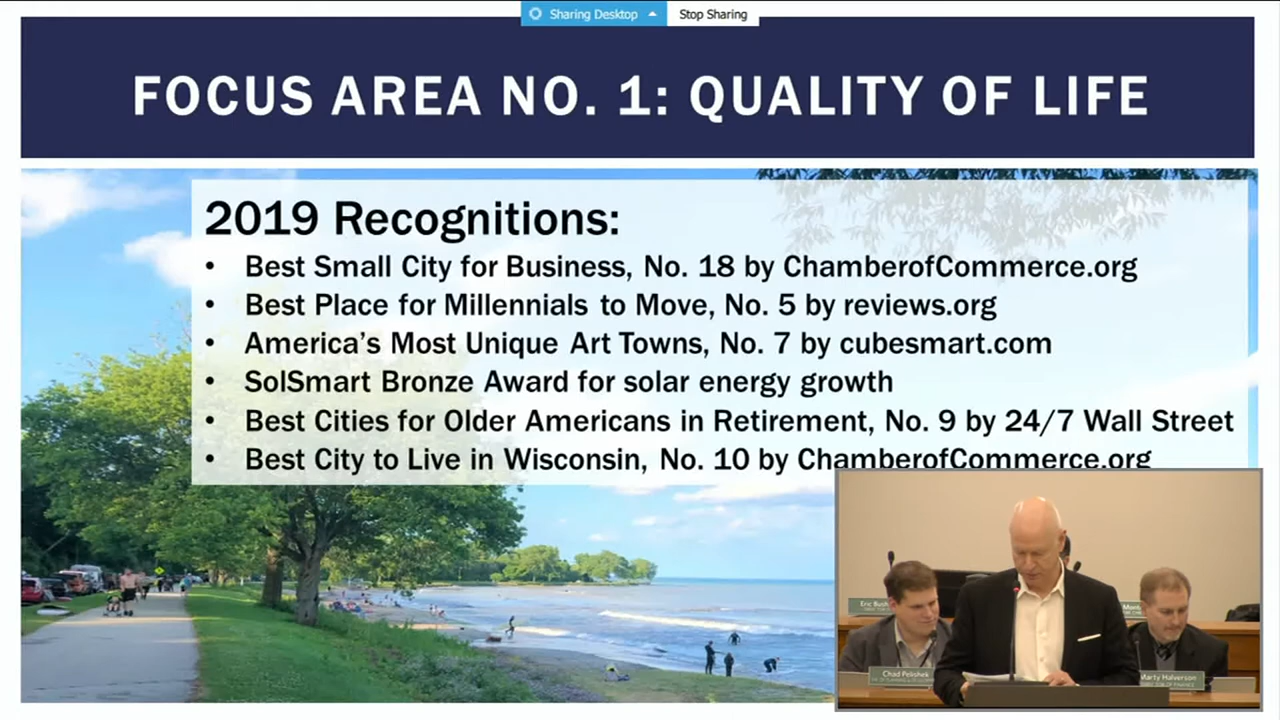 Sharing Desktop Stop Sharing
FOCUS AREA NO. 1: QUALITY OF LIFE
2019 Recognitions:
• Best Small City for Business, No. 18 by ChamberofCommerce.org
• Best Place for Millennials to Move, No. 5 by reviews.org
• America's Most Unique Art Towns, No. 7 by cubesmart.com
• SolSmart Bronze Award for solar energy growth
• Best Cities for Older Americans in Retirement, No. 9 by 24/7 Wall Street
• Best City to Live in Wisconsin, No. 10 by ChamberofCommerce.org
Eric Bush
Mont
Chad Pelishek
Marty Halverson